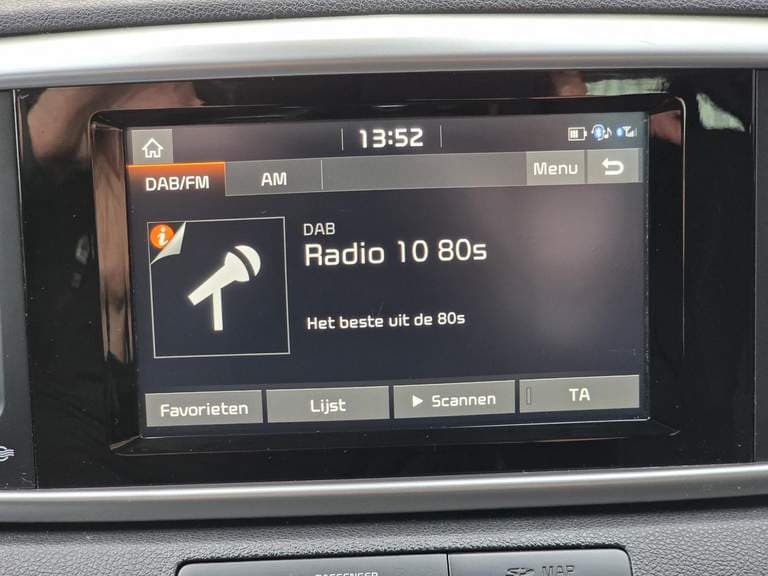 13:52
DAB/FM
AM
Menu
DAB
Radio 10 80s
Het beste uit de 80s
Favorieten
Lijst
Scannen
TA
PASSENGER
MAP